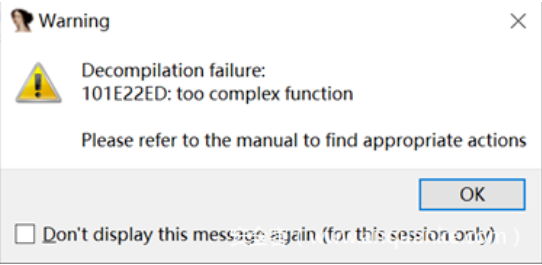 Warning
Decompilation failure:
101E22ED: too complex function
Please refer to the manual to find appropriate actions
OK
Don't display this message again (for this session only)